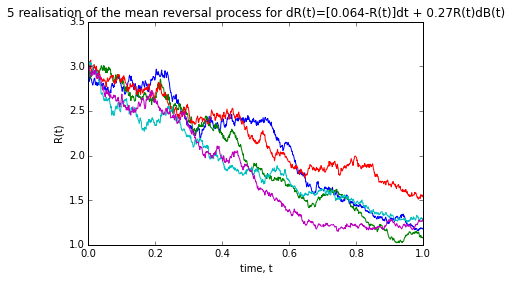 5 realisation of the mean reversal process for dR(t)=[0.064-R(t)]dt + 0.27R(t)dB(t)
3.5
3.0
2.5
2.0
1.5
1.0
R(t)
0.0 0.2 0.4 0.6 0.8 1.0
time, t